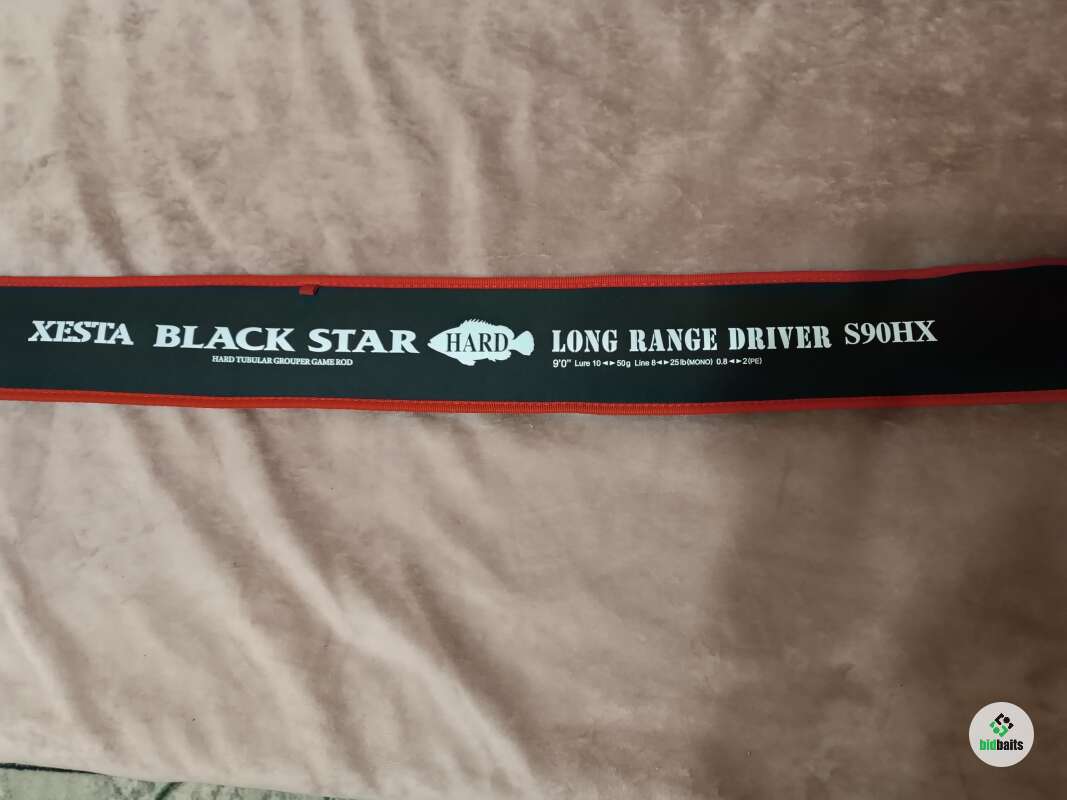 XESTA BLACK STAR HARD LONG RANGE DRIVER S90HX
HARD TUBULAR GROUPER GAME ROD
9'0" Lure 10◄►50g Line 8◄►25lb(MONO) 0.8◄►2(PE)
bidbaits